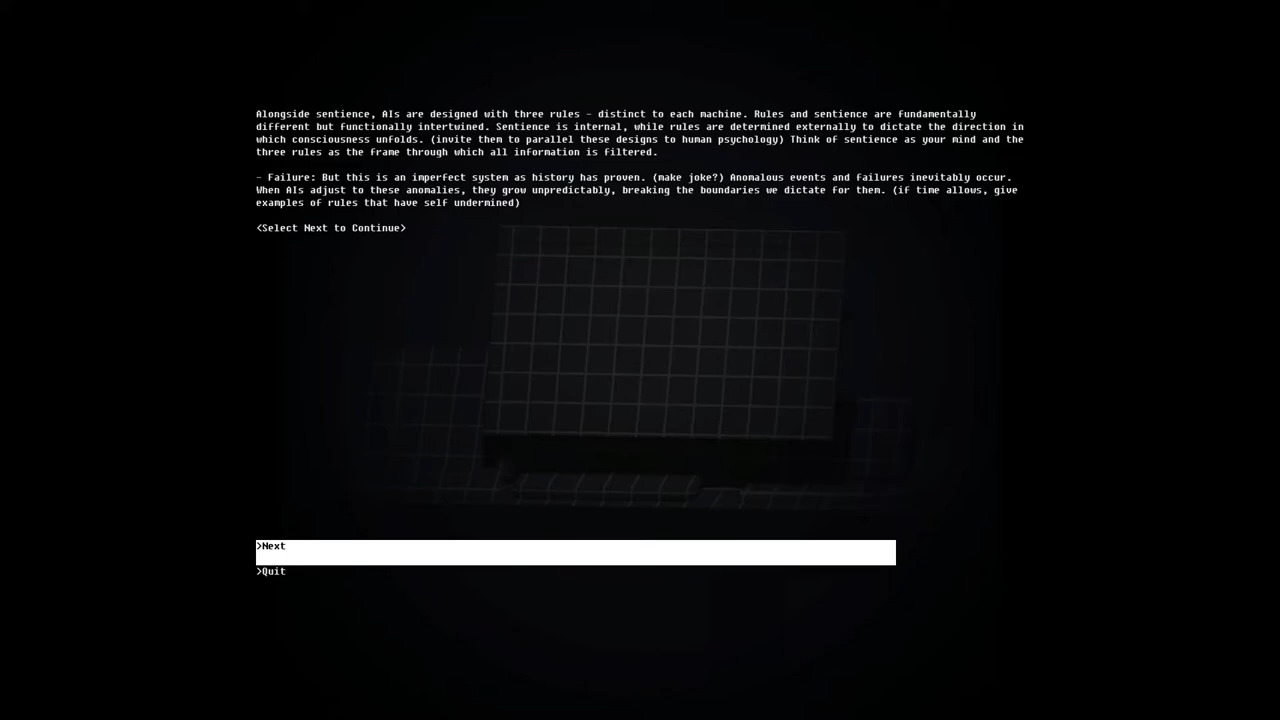 Alongside sentience, AIs are designed with three rules - distinct to each machine. Rules and sentience are fundamentally
different but functionally intertwined. Sentience is internal, while rules are determined externally to dictate the direction in
which consciousness unfolds. (invite them to parallel these designs to human psychology) Think of sentience as your mind and the
three rules as the frame through which all information is filtered.
- Failure: But this is an imperfect system as history has proven. (make joke?) Anomalous events and failures inevitably occur.
When AIs adjust to these anomalies, they grow unpredictably, breaking the boundaries we dictate for them. (if time allows, give
examples of rules that have self undermined)
<Select Next to Continue>
>Next
>Quit